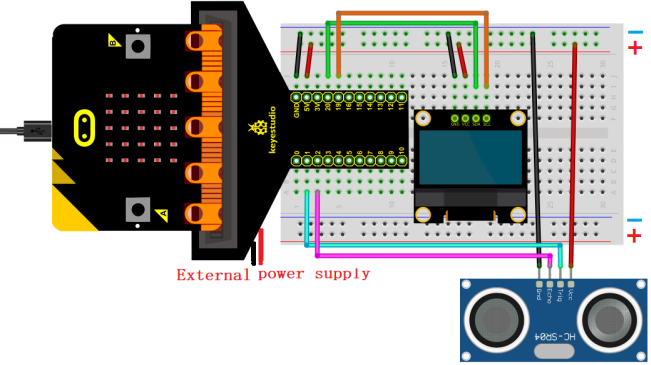 B
A
keyestudio
GND
5V
3V
20
19
16
15
14
13
12
11
0
1
2
3
4
5
6
7
8
9
10
GND
VCC
SDA
SCL
External power supply
Gnd
Echo
Trig
Vcc
HC-SR04